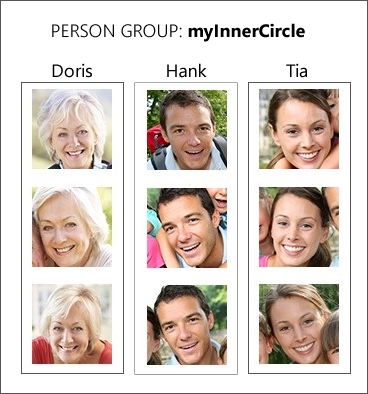 PERSON GROUP: myInnerCircle
Doris Hank Tia